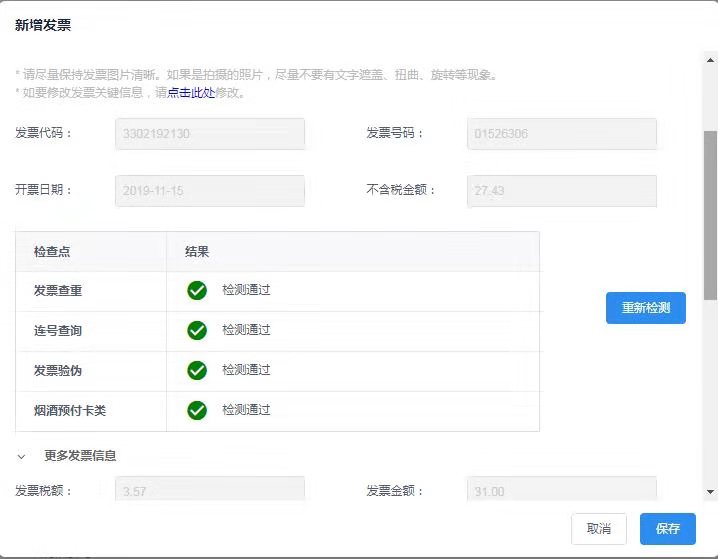 新增发票
* 请尽量保持发票图片清晰。如果是拍摄的照片，尽量不要有文字遮盖、扭曲、旋转等现象。
* 如要修改发票关键信息，请点击此处修改。
发票代码： 3302192130 发票号码： 01526306
开票日期： 2019-11-15 不含税金额： 27.43
检查点 结果
发票查重 检测通过
连号查询 检测通过
重新检测
发票验伪 检测通过
烟酒预付卡类 检测通过
更多发票信息
发票税额： 3.57 发票金额： 31.00
取消 保存